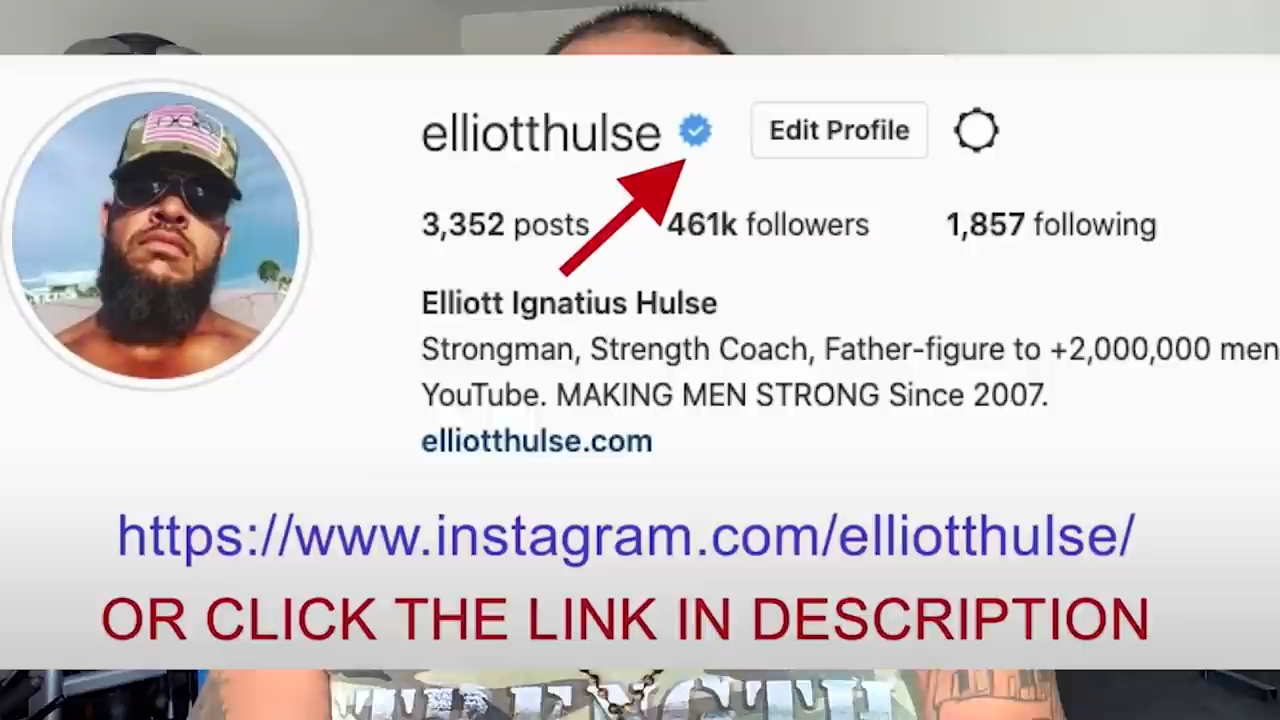 elliotthulse Edit Profile
3,352 posts 461k followers 1,857 following
Elliott Ignatius Hulse
Strongman, Strength Coach, Father-figure to +2,000,000 men
YouTube. MAKING MEN STRONG Since 2007.
elliotthulse.com
https://www.instagram.com/elliotthulse/
OR CLICK THE LINK IN DESCRIPTION